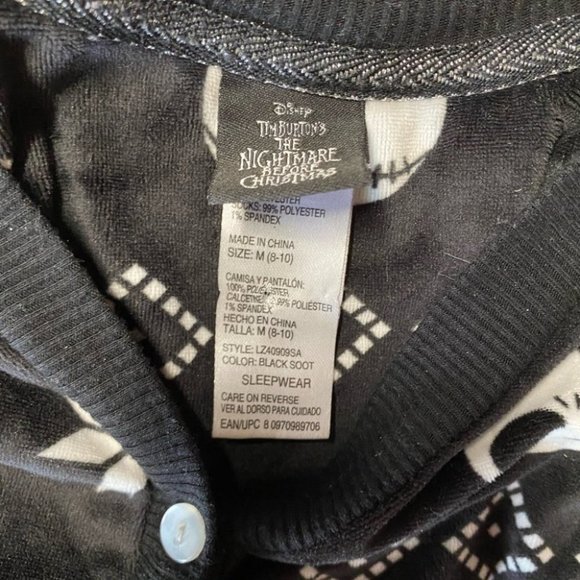 Disney
TIM BURTON'S
THE
NIGHTMARE
BEFORE
CHRISTMAS
SOCKS: 99% POLYESTER
1% SPANDEX
MADE IN CHINA
SIZE: M (8-10)
CAMISA Y PANTALÓN:
100% POLIÉSTER
99% POLIÉSTER
1% SPANDEX
HECHO EN CHINA
TALLA: M (8-10)
STYLE: LZ40909SA
COLOR: BLACK SOOT
SLEEPWEAR
CARE ON REVERSE
VER AL DORSO PARA CUIDADO
EAN/UPC 8 0970989706